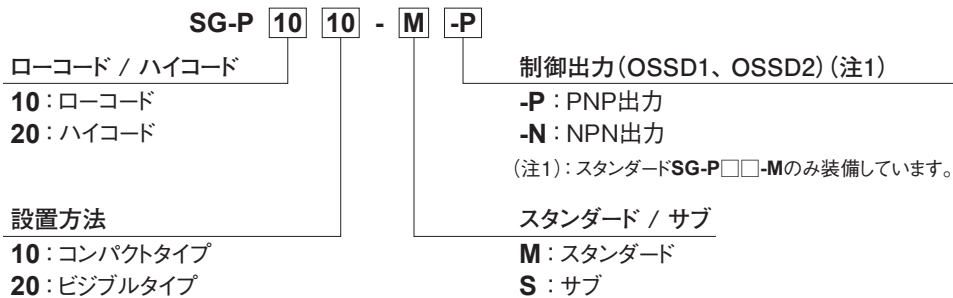 SG-P 10 10 - M -P
ローコード / ハイコード
10：ローコード
20：ハイコード
設置方法
10：コンパクトタイプ
20：ビジブルタイプ
制御出力（OSSD1、OSSD2）（注1）
-P：PNP出力
-N：NPN出力
（注1）：スタンダードSG-P□□-Mのみ装備しています。
スタンダード / サブ
M：スタンダード
S：サブ